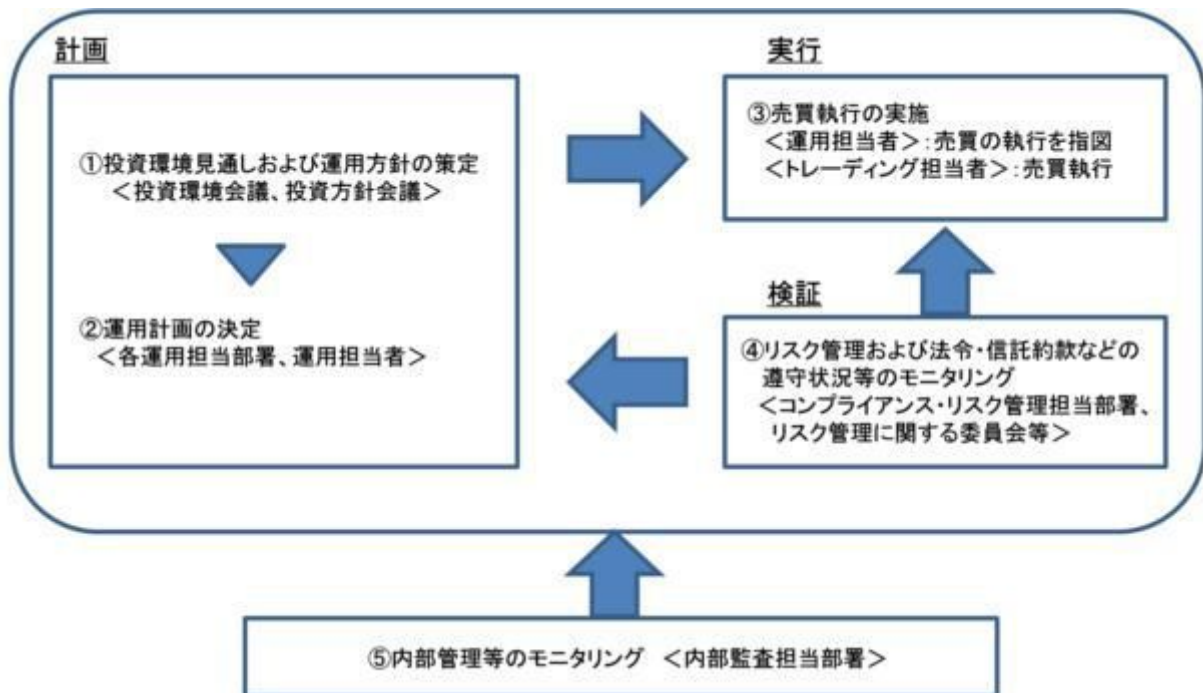 計画
①投資環境見通しおよび運用方針の策定
＜投資環境会議、投資方針会議＞
②運用計画の決定
＜各運用担当部署、運用担当者＞
実行
③売買執行の実施
＜運用担当者＞：売買の執行を指図
＜トレーディング担当者＞：売買執行
検証
④リスク管理および法令・信託約款などの
遵守状況等のモニタリング
＜コンプライアンス・リスク管理担当部署、
リスク管理に関する委員会等＞
⑤内部管理等のモニタリング ＜内部監査担当部署＞